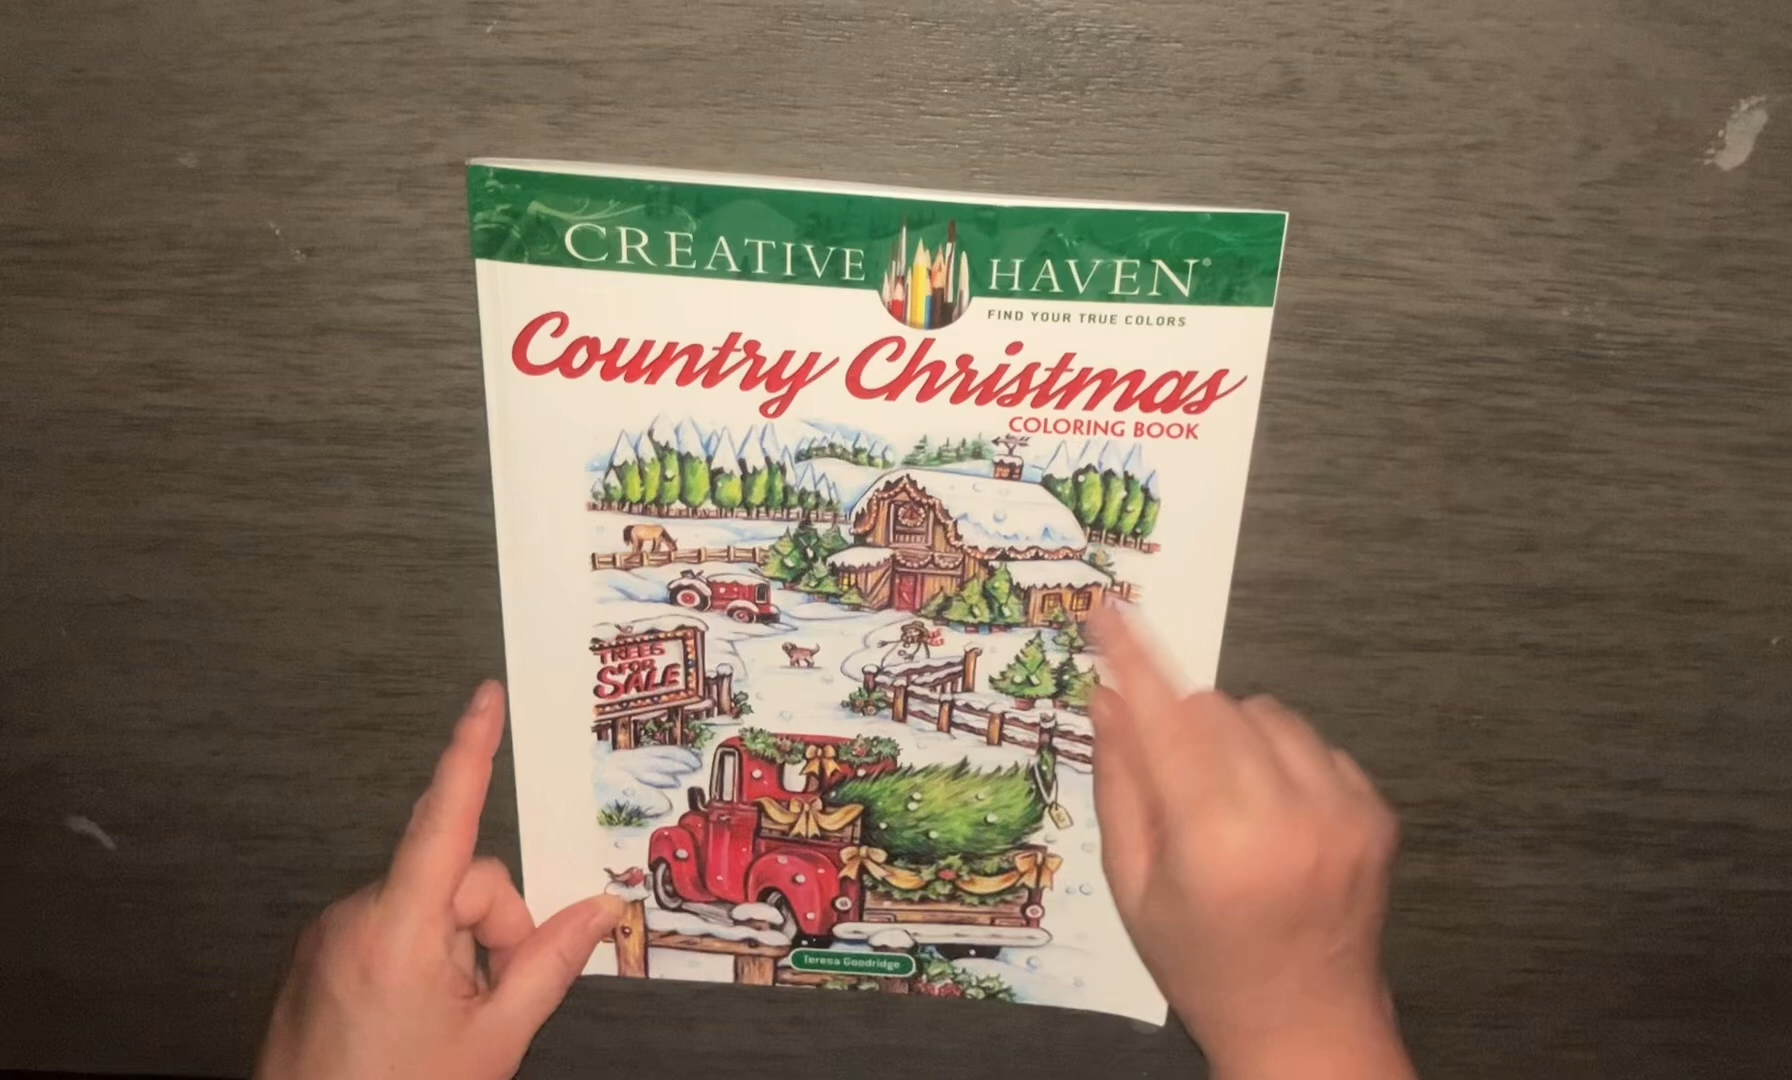 CREATIVE HAVEN®
FIND YOUR TRUE COLORS
Country Christmas
COLORING BOOK
TREES
FOR
SALE
Teresa Goodridge